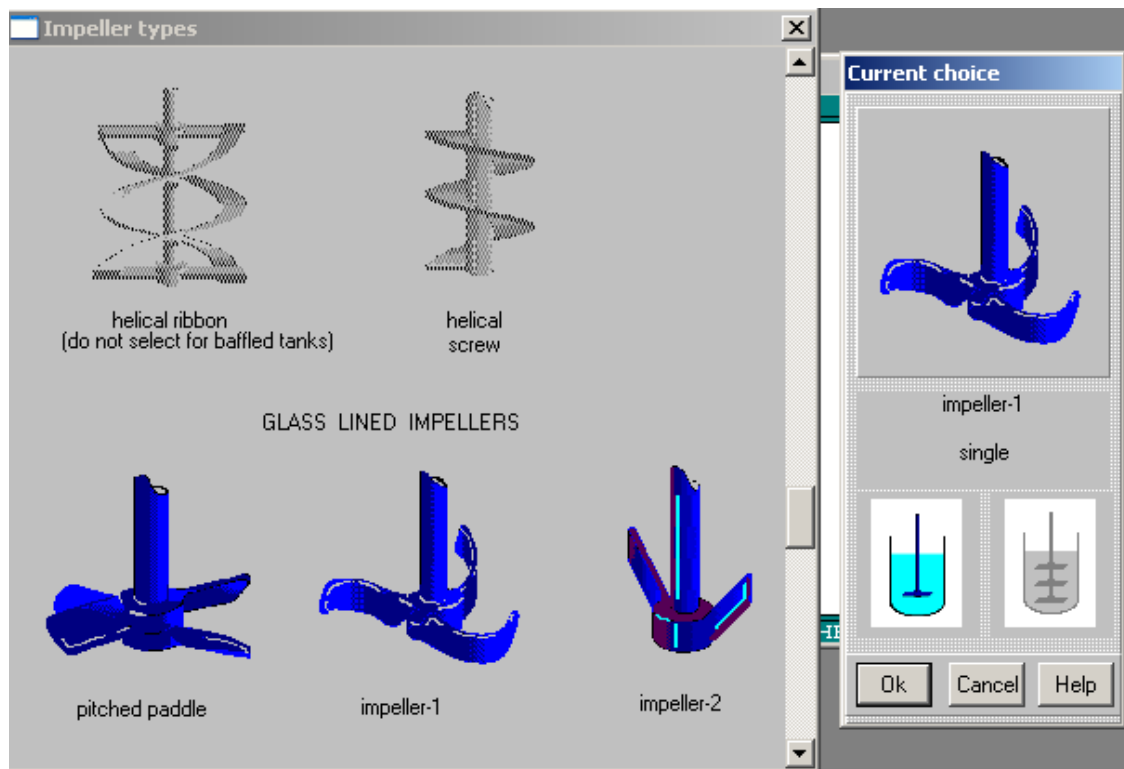 Impeller types
helical ribbon
(do not select for baffled tanks)
helical
screw
GLASS LINED IMPELLERS
pitched paddle
impeller-1
impeller-2
Current choice
impeller-1
single
Ok
Cancel
Help